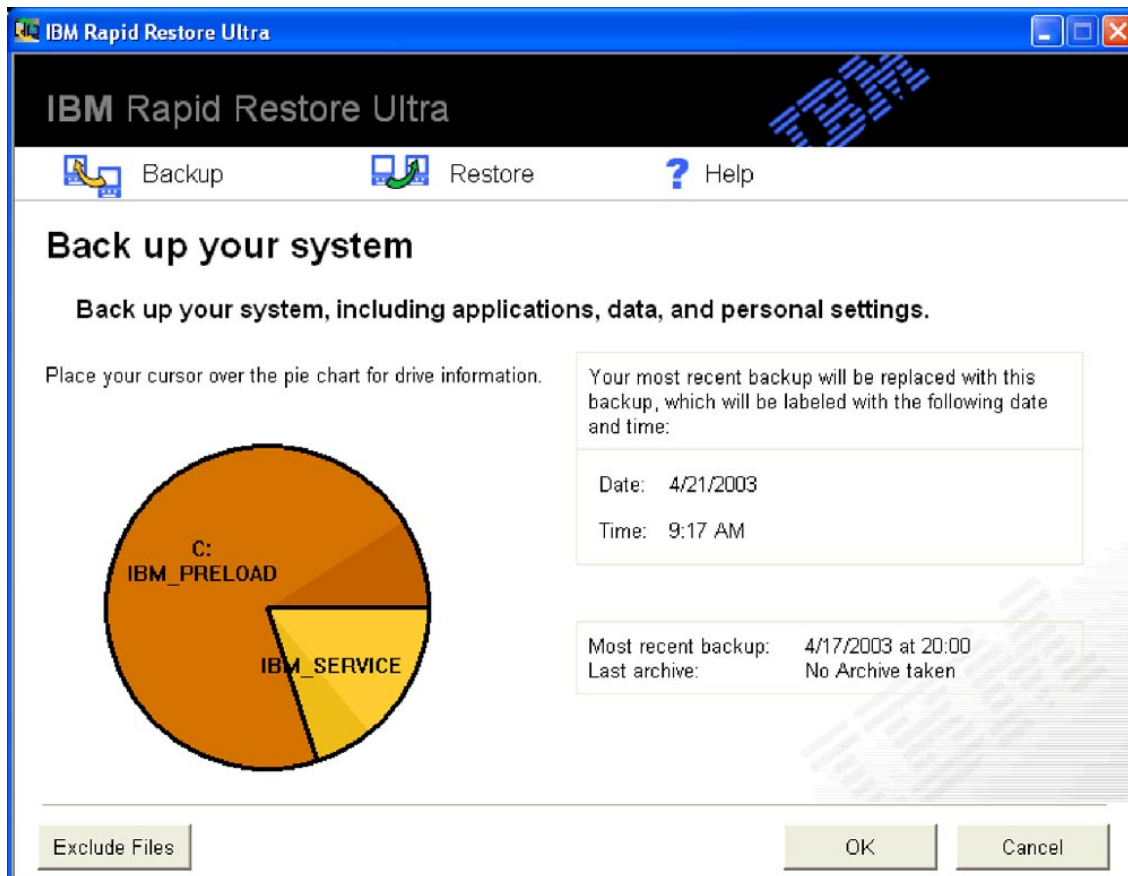 IBM Rapid Restore Ultra
IBM Rapid Restore Ultra
IBM
Backup
Restore
? Help
Back up your system
Back up your system, including applications, data, and personal settings.
Place your cursor over the pie chart for drive information.
C:
IBM_PRELOAD
IBM_SERVICE
Your most recent backup will be replaced with this
backup, which will be labeled with the following date
and time:
Date: 4/21/2003
Time: 9:17 AM
Most recent backup: 4/17/2003 at 20:00
Last archive: No Archive taken
IBM
Exclude Files
OK
Cancel